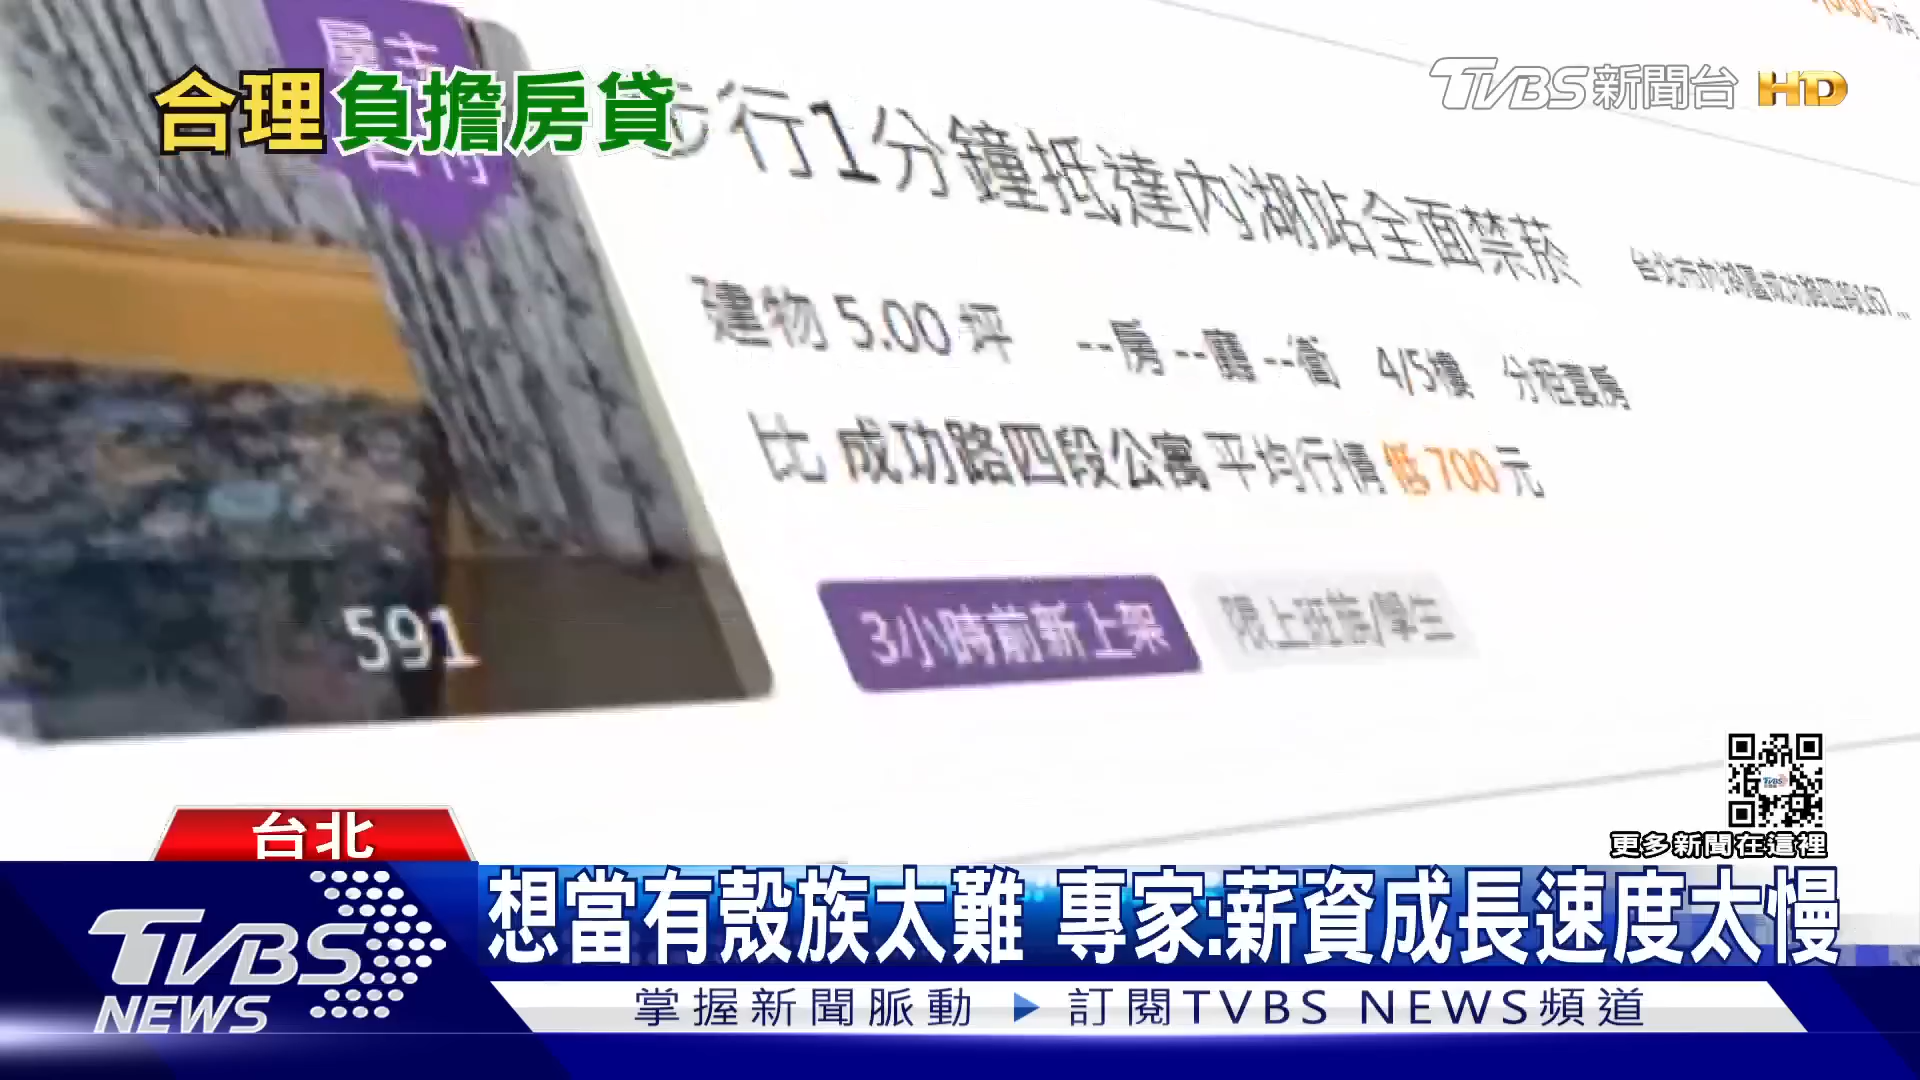 合理負擔房貸
TVBS新聞台 HD
步行1分鐘抵達內湖站全面禁菸
建物 5.00 坪 --房--廳--衛 4/5樓 分租套房
比 成功路四段公寓 平均行情 低 700 元
591
3小時前新上架 限上班族/學生
更多新聞在這裡
台北
想當有殼族太難 專家:薪資成長速度太慢
TVBS NEWS
掌握新聞脈動 ▶ 訂閱TVBS NEWS頻道